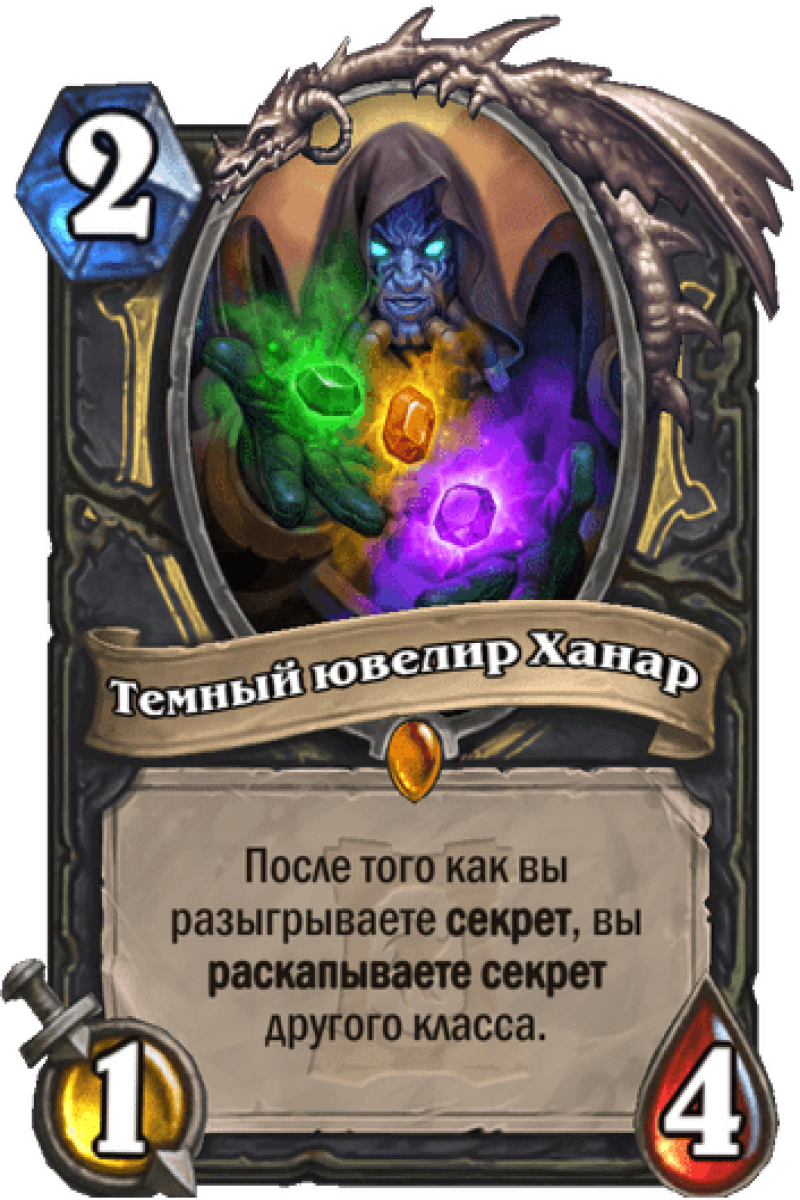 2
Темный ювелир Ханар
После того как вы
разыгрываете секрет, вы
раскапываете секрет
другого класса.
1
4